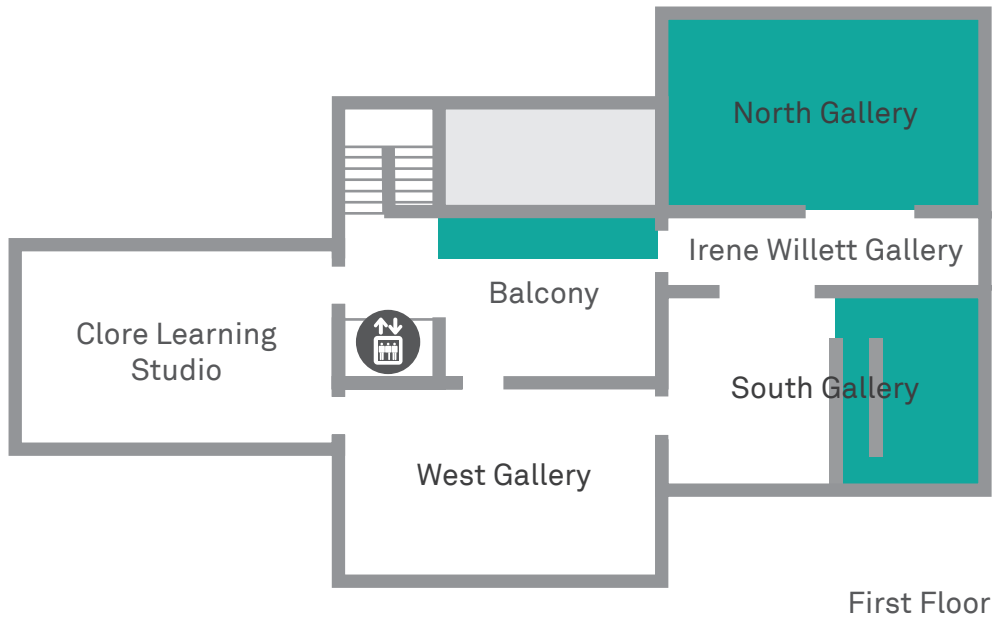 North Gallery
Irene Willett Gallery
Balcony
Clore Learning
Studio
South Gallery
West Gallery
First Floor